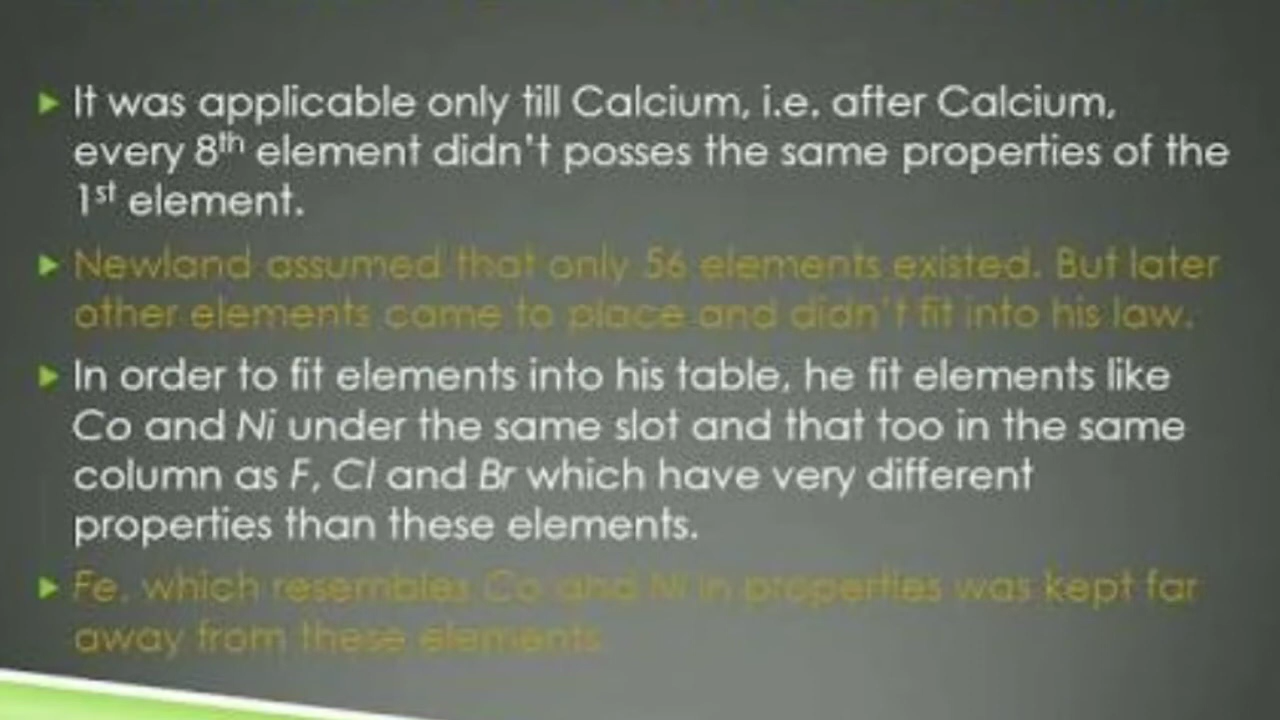 It was applicable only till Calcium, i.e. after Calcium,
every 8th element didn't posses the same properties of the
1st element.
Newland assumed that only 56 elements existed. But later
other elements came to place and didn't fit into his law.
In order to fit elements into his table, he fit elements like
Co and Ni under the same slot and that too in the same
column as F, Cl and Br which have very different
properties than these elements.
Fe, which resembles Co and Ni in properties was kept far
away from these elements.